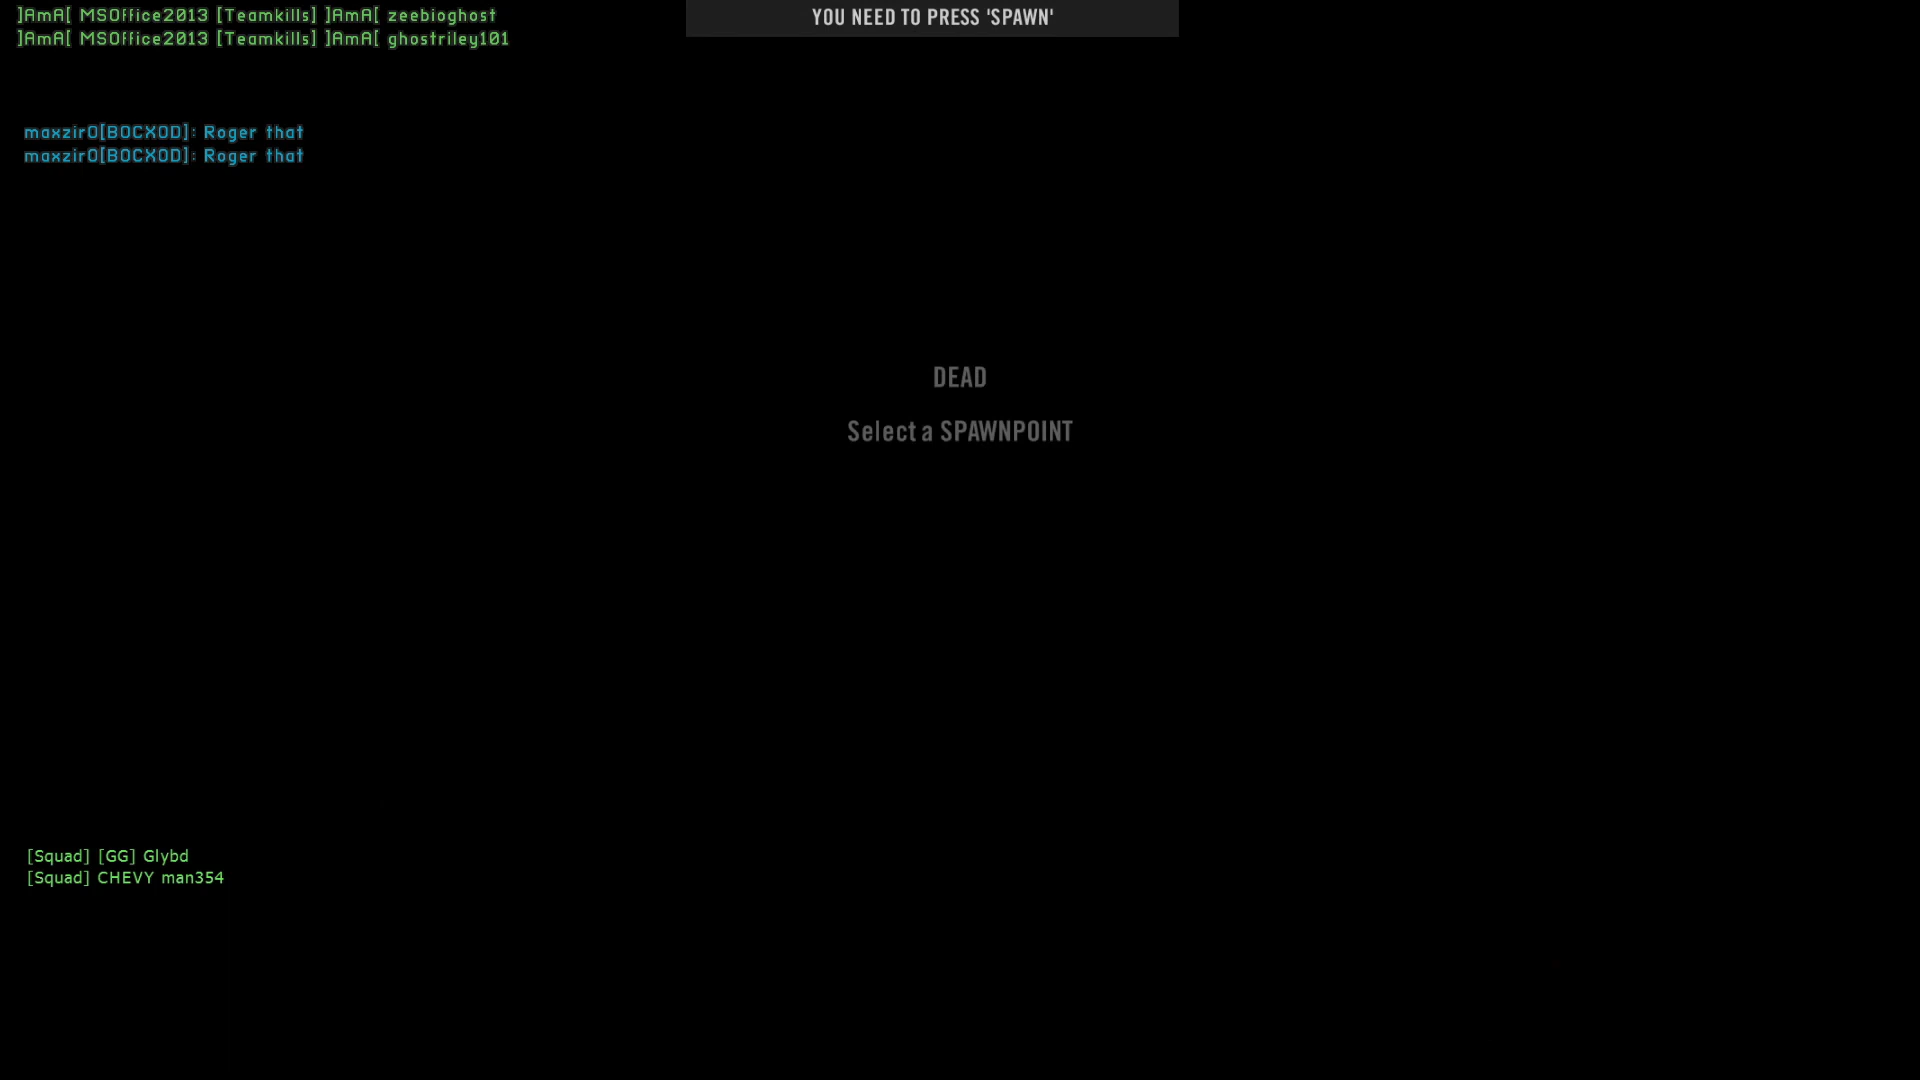 ]AmA[ MSOffice2013 [Teamkills] ]AmA[ zeebioghost
]AmA[ MSOffice2013 [Teamkills] ]AmA[ ghostriley101
YOU NEED TO PRESS 'SPAWN'
maxzir0[BOCXOD]: Roger that
maxzir0[BOCXOD]: Roger that
DEAD
Select a SPAWNPOINT
[Squad] [GG] Glybd
[Squad] CHEVY man354